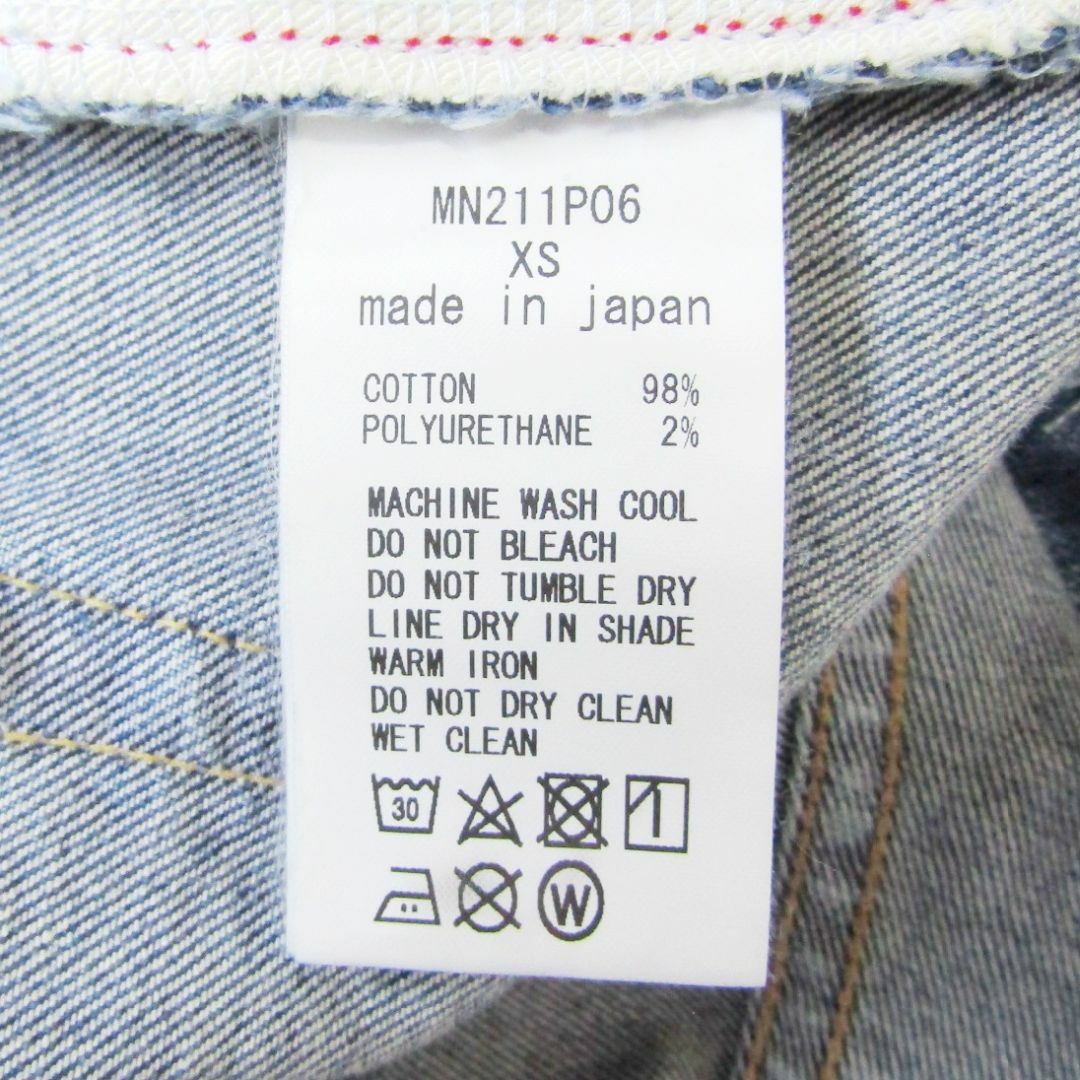 MN211P06
XS
made in japan
COTTON 98%
POLYURETHANE 2%
MACHINE WASH COOL
DO NOT BLEACH
DO NOT TUMBLE DRY
LINE DRY IN SHADE
WARM IRON
DO NOT DRY CLEAN
WET CLEAN
30
W